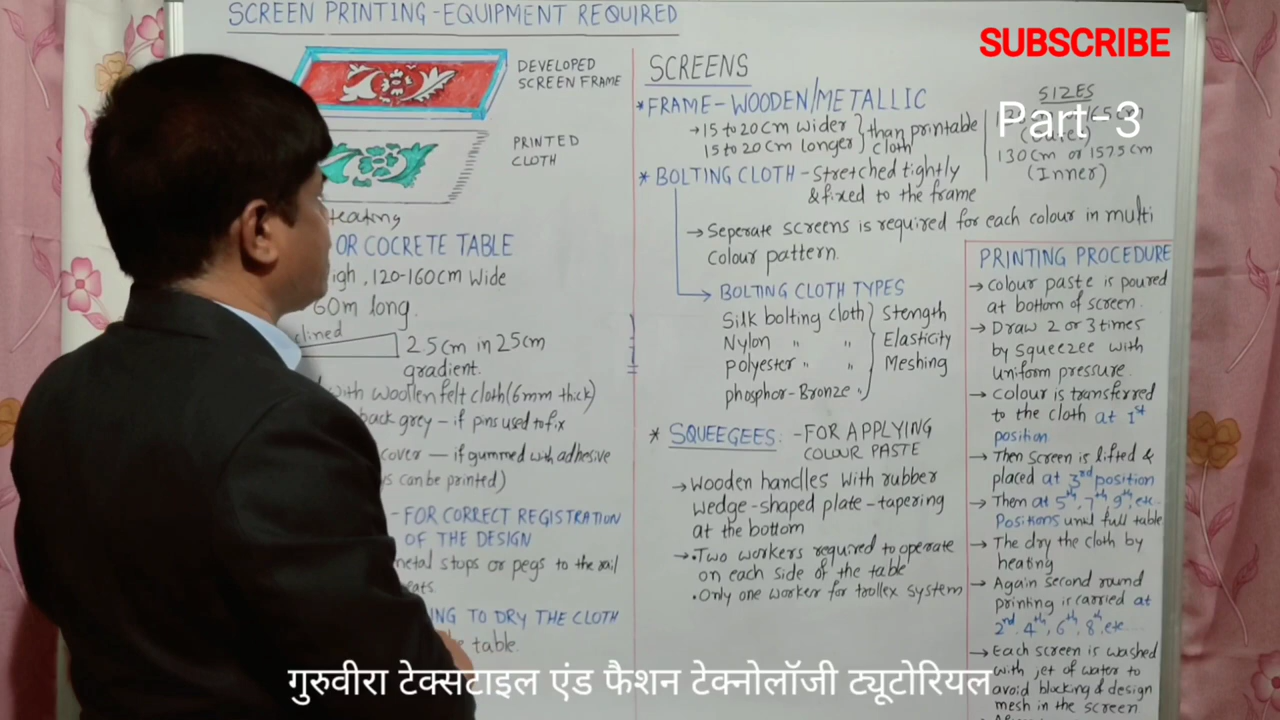 SCREEN PRINTING-EQUIPMENT REQUIRED
SUBSCRIBE
Part-3
DEVELOPED
SCREEN FRAME
PRINTED
CLOTH
OR COCRETE TABLE
, 120-160cm Wide
60m long.
2.5cm in 25cm
gradient.
with woollen felt cloth (6mm thick)
back grey - if pins used to fix
cover — if gummed with adhesive
can be printed)
- FOR CORRECT REGISTRATION
OF THE DESIGN
metal stops or pegs to the rail
TO DRY THE CLOTH
table.
SCREENS
* FRAME - WOODEN/METALLIC
→ 15 to 20cm wider } than printable
15 to 20cm longer } cloth
SIZES
130cm or 157.5cm
(Inner)
* BOLTING CLOTH - Stretched tightly
& fixed to the frame
→ Seperate screens is required for each colour in multi
colour pattern.
→ BOLTING CLOTH TYPES
Silk bolting cloth } Stength
Nylon " " } Elasticity
polyester " " } Meshing
phosphor-Bronze "
* SQUEEGEES: - FOR APPLYING
COLOUR PASTE
→ Wooden handles with rubber
wedge-shaped plate - tapering
at the bottom
→ • Two workers required to operate
on each side of the table
• Only one worker for trollex system
PRINTING PROCEDURE
→ Colour paste is poured
at bottom of screen.
→ Draw 2 or 3 times
by squeezee with
uniform pressure.
→ Colour is transferred
to the cloth at 1st
position
→ Then screen is lifted &
placed at 3rd position
→ Them at 5th, 7th, 9th, etc
Positions until full table
→ The dry the cloth by
heating
→ Again second round
printing is carried at
2nd, 4th, 6th, 8th, etc....
→ Each screen is washed
with jet of water to
avoid blocking & design
mesh in the screen
गुरुवीरा टेक्सटाइल एंड फैशन टेक्नोलॉजी ट्यूटोरियल